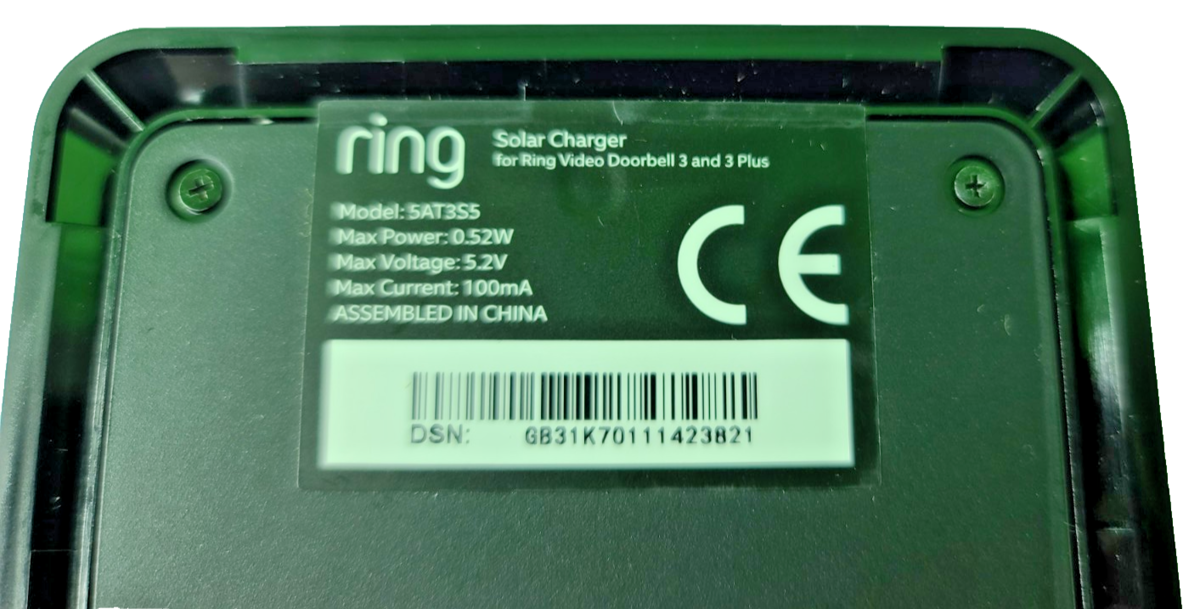 ring
Solar Charger
for Ring Video Doorbell 3 and 3 Plus
Model: 5AT3S5
Max Power: 0.52W
Max Voltage: 5.2V
Max Current: 100mA
ASSEMBLED IN CHINA
CE
DSN: GB31K70111423821